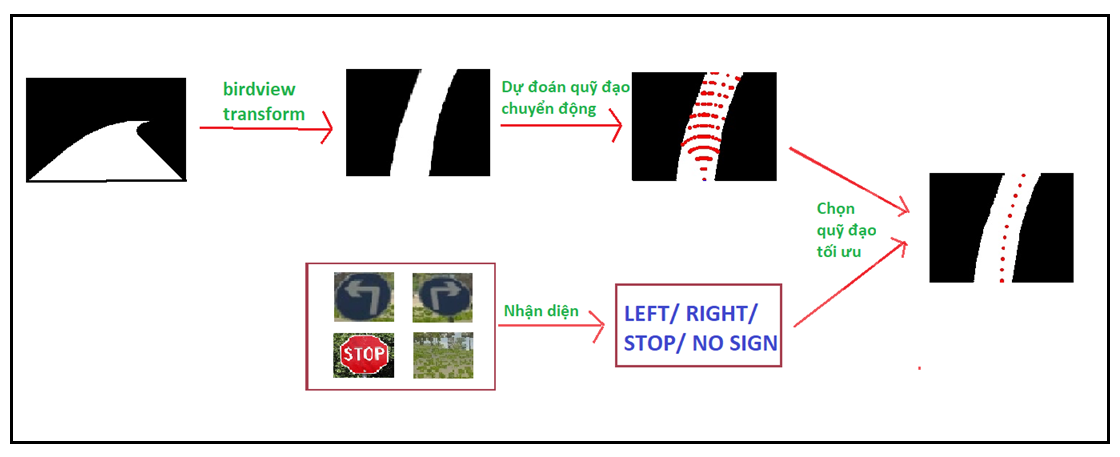 birdview
transform
Dự đoán quỹ đạo
chuyển động
Chọn
quỹ đạo
tối ưu
STOP
Nhận diện
LEFT/ RIGHT/
STOP/ NO SIGN